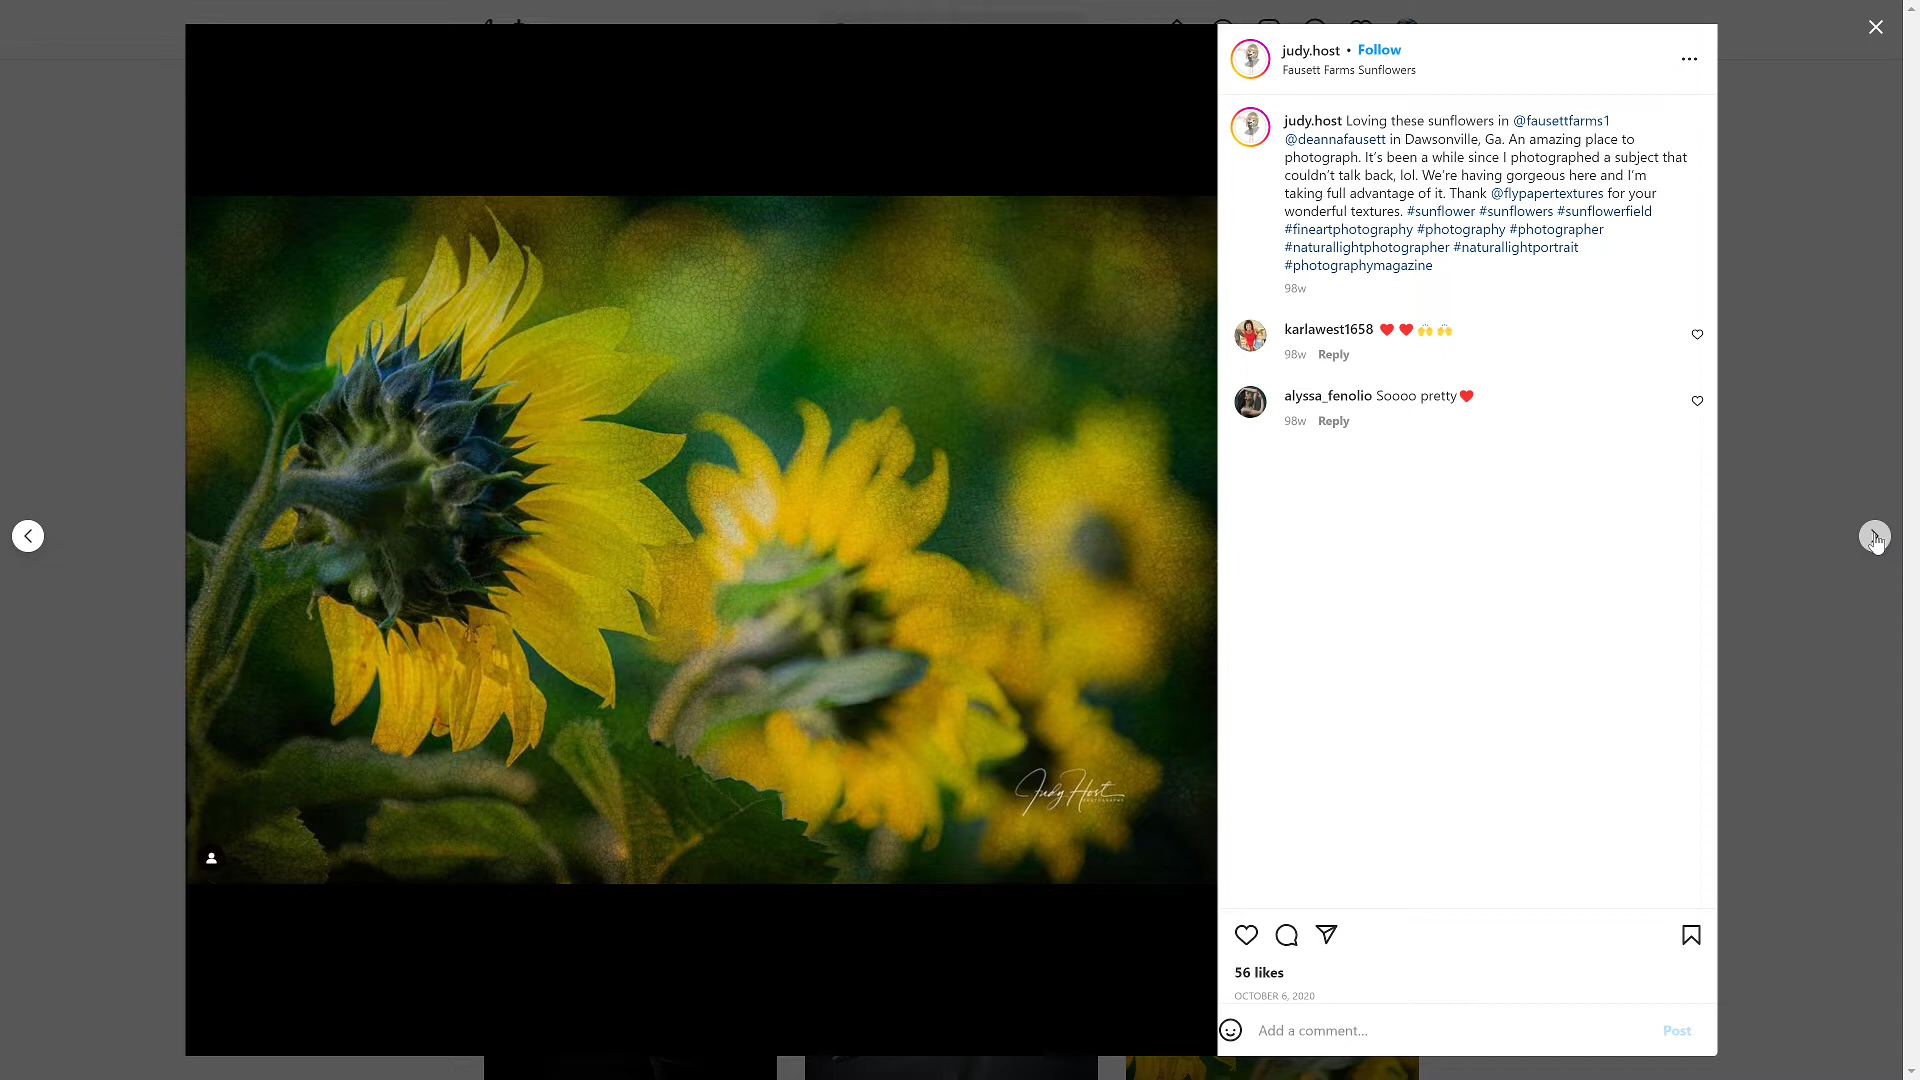 judy.host • Follow
Fausett Farms Sunflowers
judy.host Loving these sunflowers in @fausettfarms1
@deannafausett in Dawsonville, Ga. An amazing place to
photograph. It’s been a while since I photographed a subject that
couldn’t talk back, lol. We’re having gorgeous here and I’m
taking full advantage of it. Thank @flypapertextures for your
wonderful textures. #sunflower #sunflowers #sunflowerfield
#fineartphotography #photography #photographer
#naturallightphotographer #naturallightportrait
#photographymagazine
98w
karlawest1658 ❤️ ❤️ 🙌 🙌
98w Reply
alyssa_fenolio Soooo pretty❤️
98w Reply
Judy Host
PHOTOGRAPHY
56 likes
OCTOBER 6, 2020
Add a comment...
Post